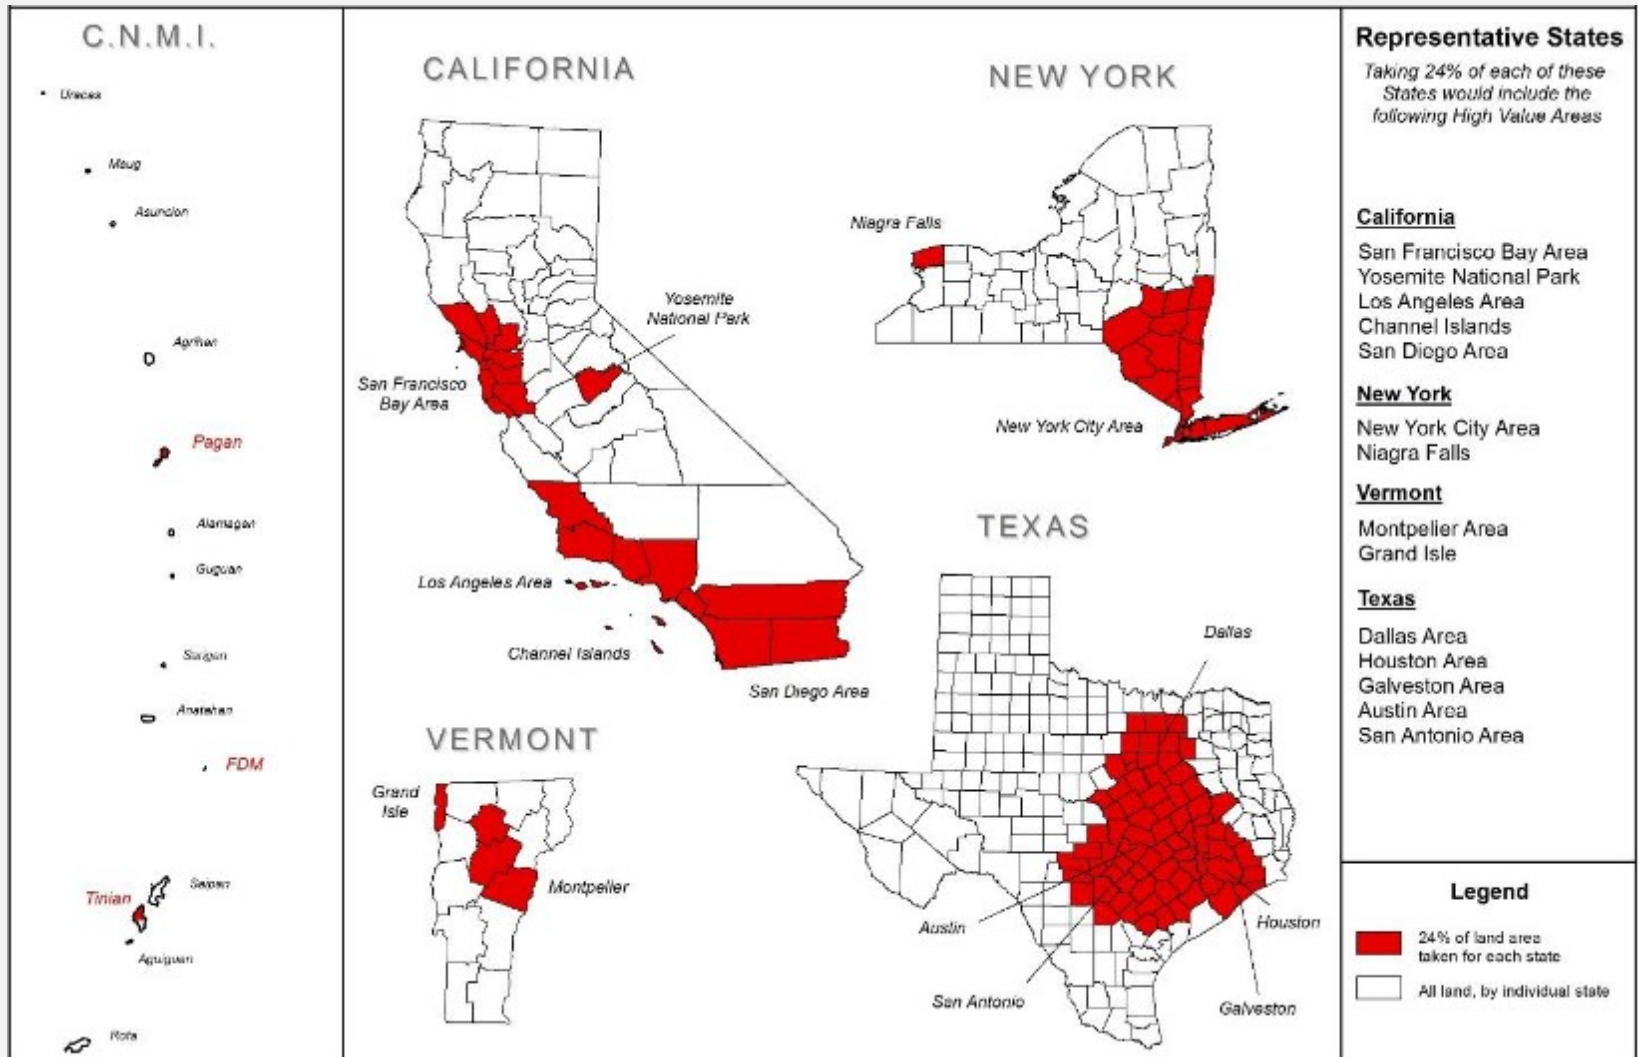 C.N.M.I.
Uracas
Maug
Asuncion
Agrihan
Pagan
Alamagan
Guguan
Sarigan
Anatahan
FDM
Saipan
Tinian
Aguiguan
Rota
CALIFORNIA
Yosemite
National Park
San Francisco
Bay Area
Los Angeles Area
Channel Islands
San Diego Area
NEW YORK
Niagra Falls
New York City Area
VERMONT
Grand
Isle
Montpelier
TEXAS
Dallas
Austin
Houston
San Antonio
Galveston
Representative States
Taking 24% of each of these
States would include the
following High Value Areas
California
San Francisco Bay Area
Yosemite National Park
Los Angeles Area
Channel Islands
San Diego Area
New York
New York City Area
Niagra Falls
Vermont
Montpelier Area
Grand Isle
Texas
Dallas Area
Houston Area
Galveston Area
Austin Area
San Antonio Area
Legend
24% of land area
taken for each state
All land, by individual state